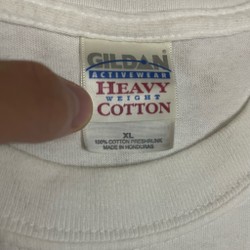 GILDAN
ACTIVEWEAR
HEAVY
WEIGHT
COTTON
XL
100% COTTON PRESHRUNK
MADE IN HONDURAS